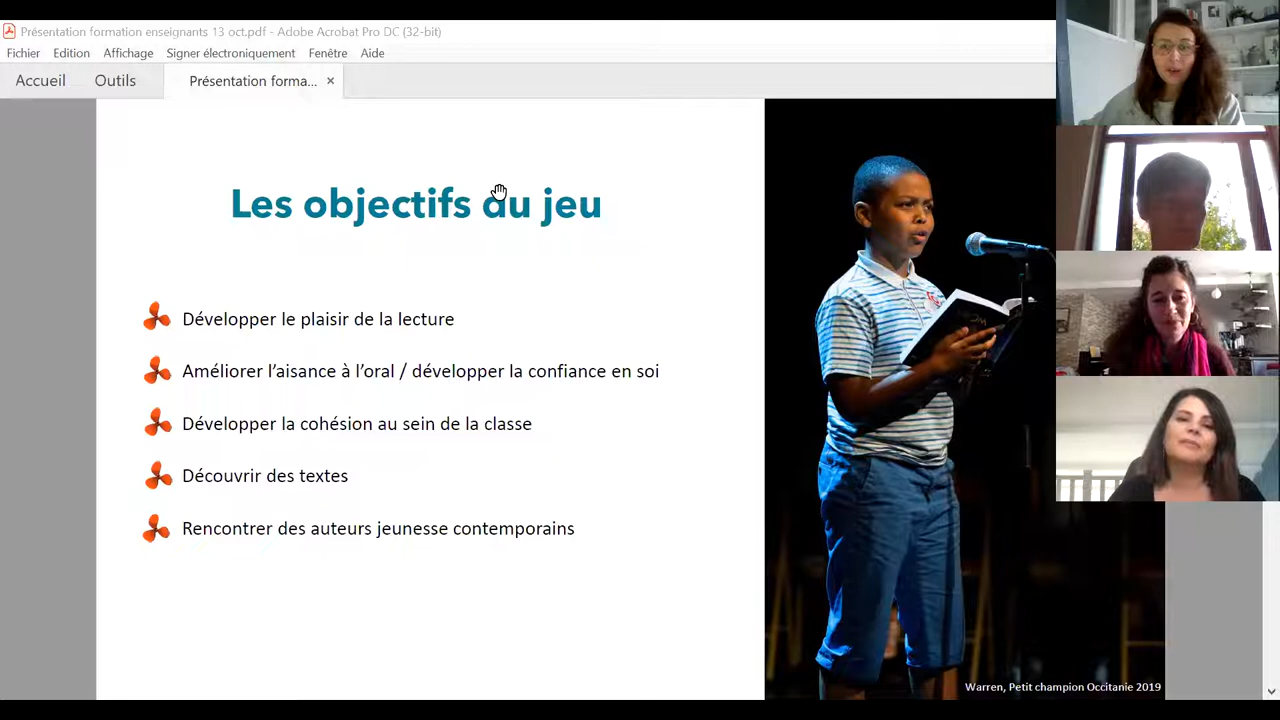 Présentation formation enseignants 13 oct.pdf - Adobe Acrobat Pro DC (32-bit)
Fichier Edition Affichage Signer électroniquement Fenêtre Aide
Accueil Outils Présentation forma... ×
Les objectifs du jeu
Développer le plaisir de la lecture
Améliorer l’aisance à l’oral / développer la confiance en soi
Développer la cohésion au sein de la classe
Découvrir des textes
Rencontrer des auteurs jeunesse contemporains
Warren, Petit champion Occitanie 2019